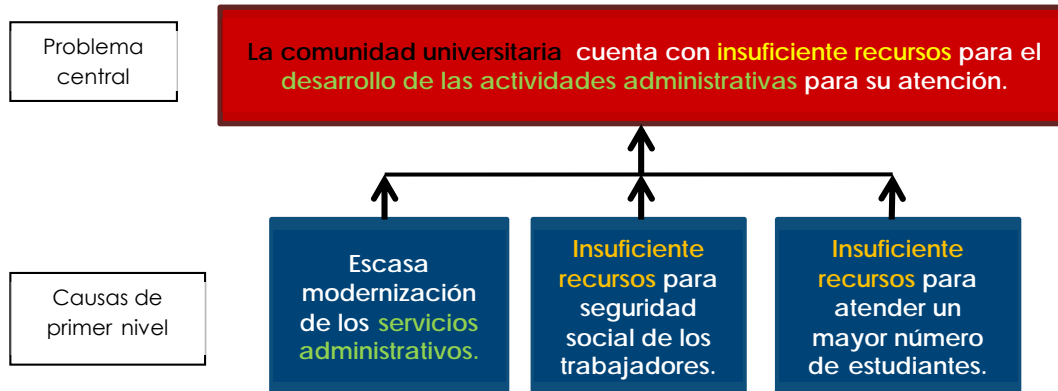 Problema
central
La comunidad universitaria cuenta con insuficiente recursos para el
desarrollo de las actividades administrativas para su atención.
Causas de
primer nivel
Escasa
modernización
de los servicios
administrativos.
Insuficiente
recursos para
seguridad
social de los
trabajadores.
Insuficiente
recursos para
atender un
mayor número
de estudiantes.